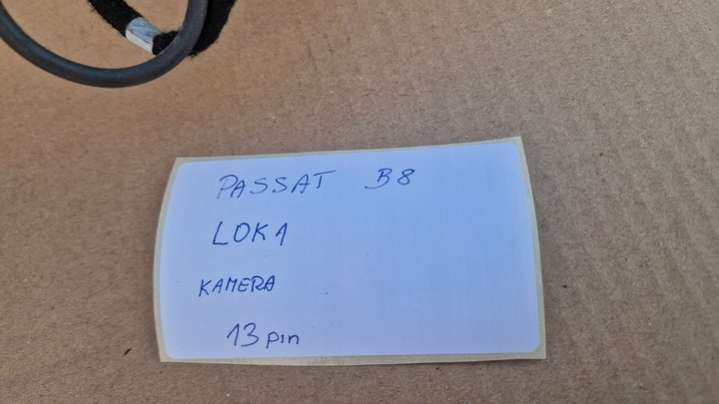 PASSAT B8
LOK1
KAMERA
13 pin